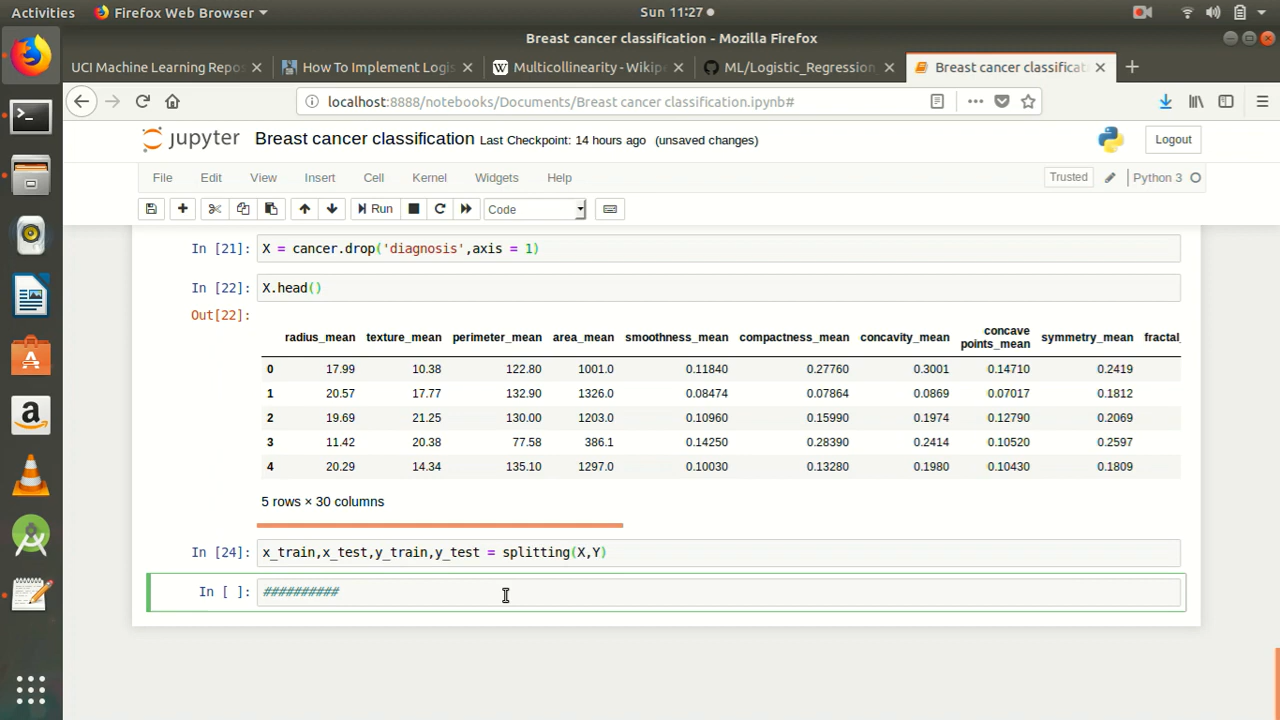 Activities Firefox Web Browser Sun 11:27
Breast cancer classification - Mozilla Firefox
UCI Machine Learning Repos How To Implement Logis Multicollinearity - Wikipe ML/Logistic_Regression Breast cancer classificati
localhost:8888/notebooks/Documents/Breast cancer classification.ipynb#
jupyter Breast cancer classification Last Checkpoint: 14 hours ago (unsaved changes) Logout
File Edit View Insert Cell Kernel Widgets Help Trusted Python 3
Run Code
In [21]: X = cancer.drop('diagnosis',axis = 1)
In [22]: X.head()
Out[22]:
radius_mean texture_mean perimeter_mean area_mean smoothness_mean compactness_mean concavity_mean concave points_mean symmetry_mean fractal_
0 17.99 10.38 122.80 1001.0 0.11840 0.27760 0.3001 0.14710 0.2419
1 20.57 17.77 132.90 1326.0 0.08474 0.07864 0.0869 0.07017 0.1812
2 19.69 21.25 130.00 1203.0 0.10960 0.15990 0.1974 0.12790 0.2069
3 11.42 20.38 77.58 386.1 0.14250 0.28390 0.2414 0.10520 0.2597
4 20.29 14.34 135.10 1297.0 0.10030 0.13280 0.1980 0.10430 0.1809
5 rows × 30 columns
In [24]: x_train,x_test,y_train,y_test = splitting(X,Y)
In [ ]: ##########